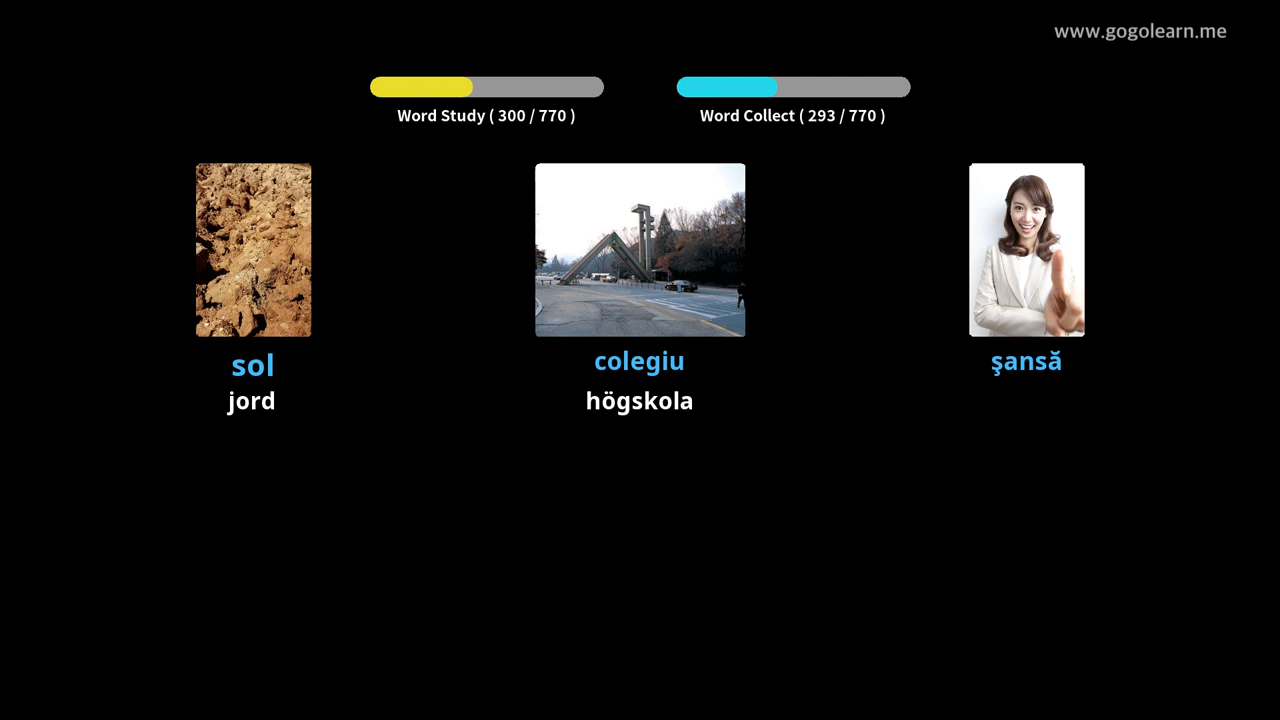 www.gogolearn.me
Word Study ( 300 / 770 )
Word Collect ( 293 / 770 )
sol
colegiu
şansă
jord
högskola